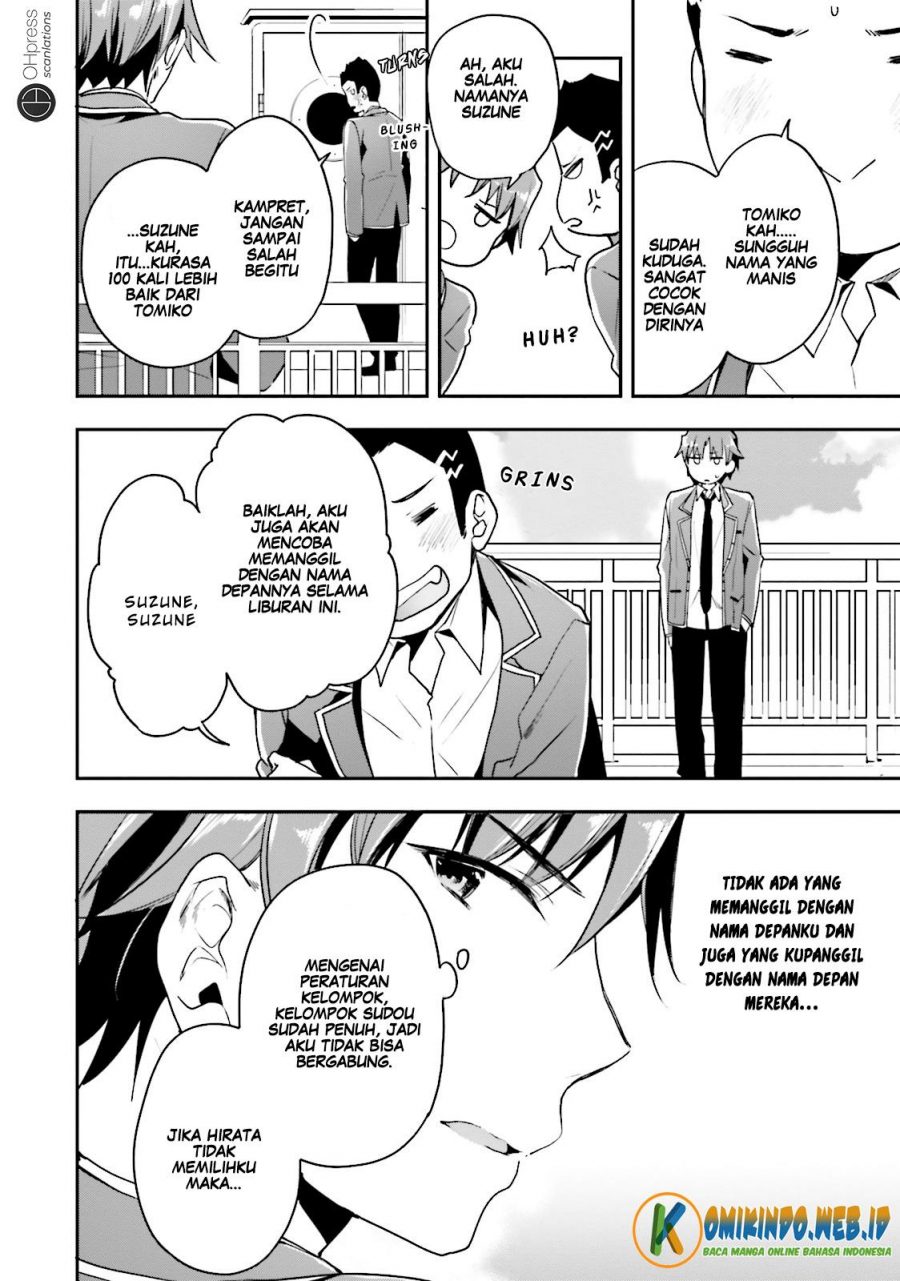 OHpress
scanlations
U
TOMIKO
KAH.....
SUNGGUH
NAMA YANG
MANIS
SUDAH
KUDUGA.
SANGAT
COCOK
DENGAN
DIRINYA
AH, AKU
SALAH.
NAMANYA
SUZUNE
HUH?
TURNS
BLUSH-
ING
KAMPRET,
JANGAN
SAMPAI
SALAH
BEGITU
...SUZUNE
KAH,
ITU...KURASA
100 KALI LEBIH
BAIK DARI
TOMIKO
GRINS
BAIKLAH, AKU
JUGA AKAN
MENCOBA
MEMANGGIL
DENGAN NAMA
DEPANNYA SELAMA
LIBURAN INI.
SUZUNE,
SUZUNE
TIDAK ADA YANG
MEMANGGIL DENGAN
NAMA DEPANKU DAN
JUGA YANG KUPANGGIL
DENGAN NAMA DEPAN
MEREKA...
MENGENAI
PERATURAN
KELOMPOK,
KELOMPOK SUDOU
SUDAH PENUH, JADI
AKU TIDAK BISA
BERGABUNG.
JIKA HIRATA
TIDAK
MEMILIHKU
MAKA...
KOMIKINDO.WEB.ID
BACA MANGA ONLINE BAHASA INDONESIA